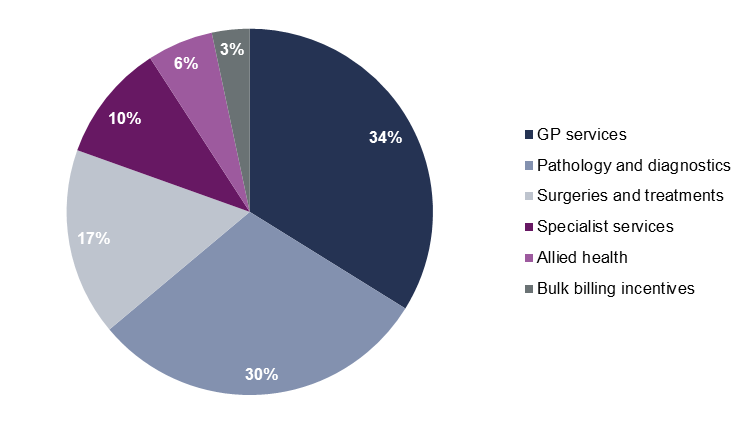 3%
6%
10%
34%
17%
30%
GP services
Pathology and diagnostics
Surgeries and treatments
Specialist services
Allied health
Bulk billing incentives